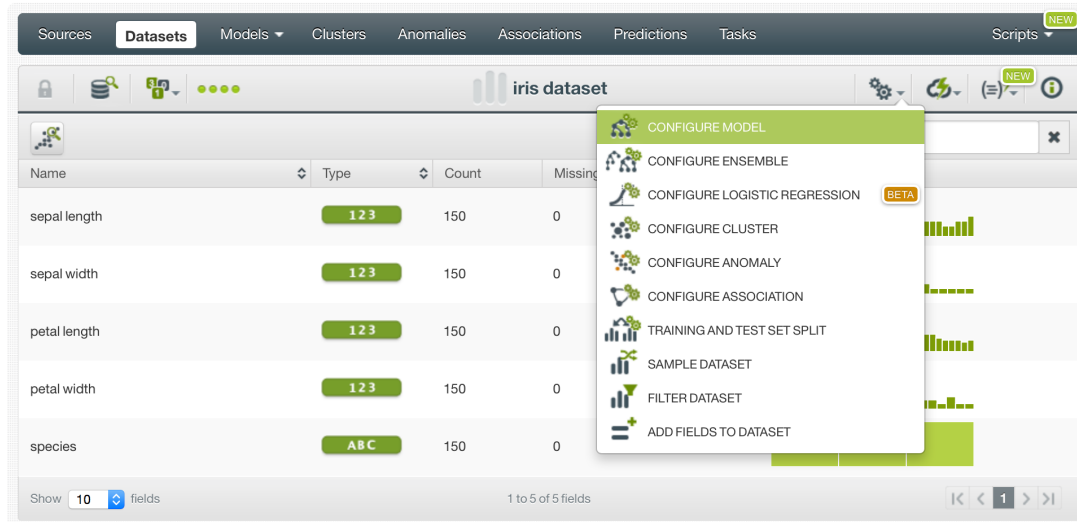 NEW
Sources Datasets Models Clusters Anomalies Associations Predictions Tasks Scripts
iris dataset
NEW
CONFIGURE MODEL
CONFIGURE ENSEMBLE
CONFIGURE LOGISTIC REGRESSION BETA
CONFIGURE CLUSTER
CONFIGURE ANOMALY
CONFIGURE ASSOCIATION
TRAINING AND TEST SET SPLIT
SAMPLE DATASET
FILTER DATASET
ADD FIELDS TO DATASET
Name Type Count Missing
sepal length 123 150 0
sepal width 123 150 0
petal length 123 150 0
petal width 123 150 0
species ABC 150 0
Show 10 fields 1 to 5 of 5 fields 1